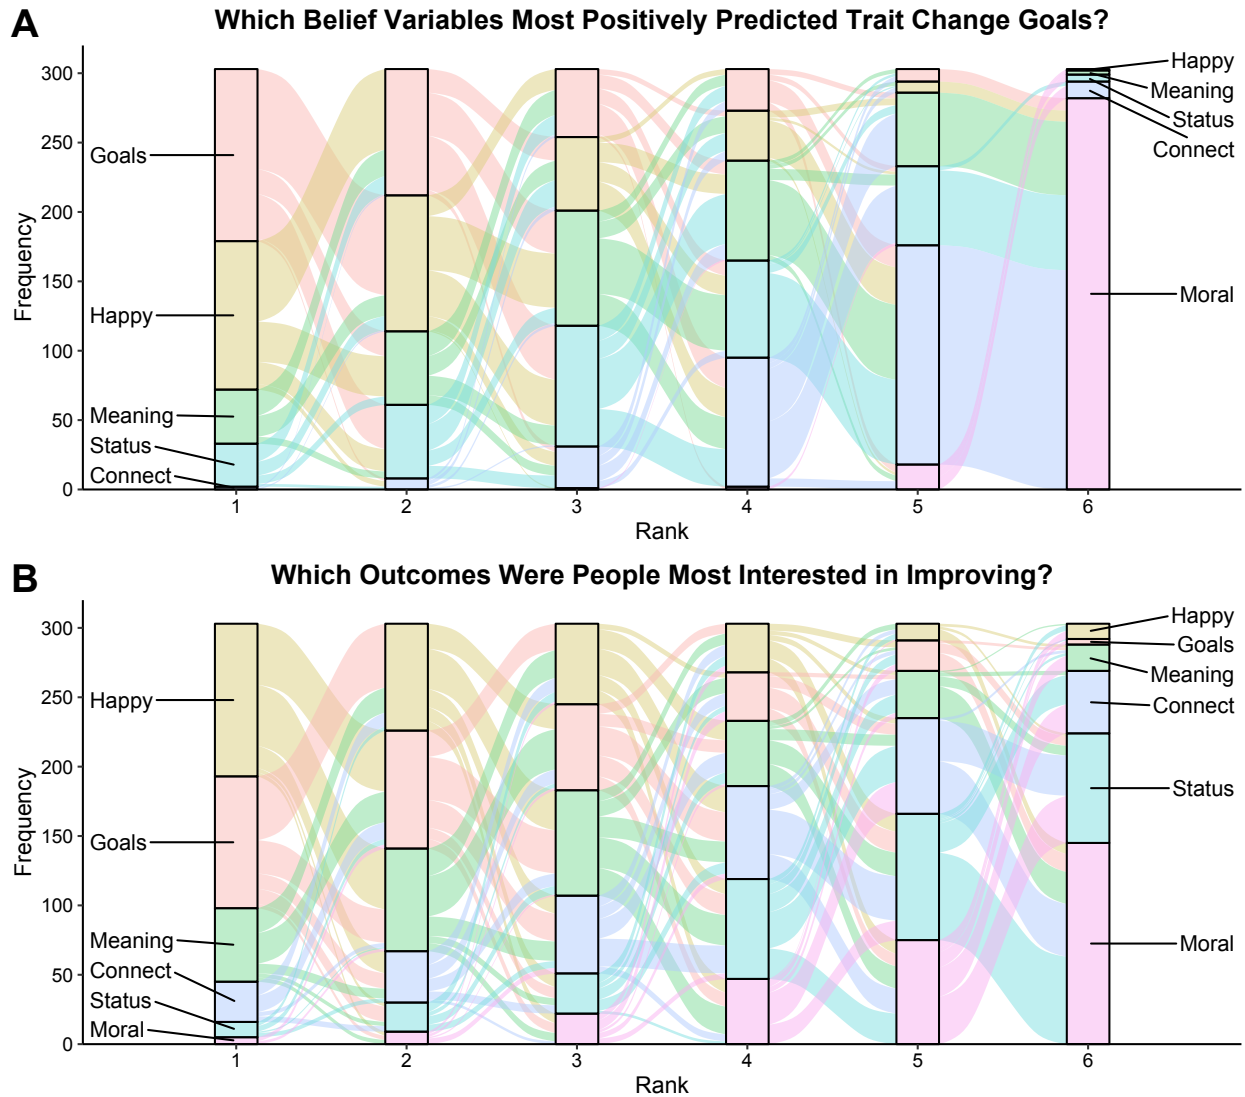 A
Which Belief Variables Most Positively Predicted Trait Change Goals?
Frequency
300
250
200
150
100
50
0
Goals
Happy
Meaning
Status
Connect
Happy
Meaning
Status
Connect
Moral
1 2 3 4 5 6
Rank
B
Which Outcomes Were People Most Interested in Improving?
Frequency
300
250
200
150
100
50
0
Happy
Goals
Meaning
Connect
Status
Moral
Happy
Goals
Meaning
Connect
Status
Moral
1 2 3 4 5 6
Rank